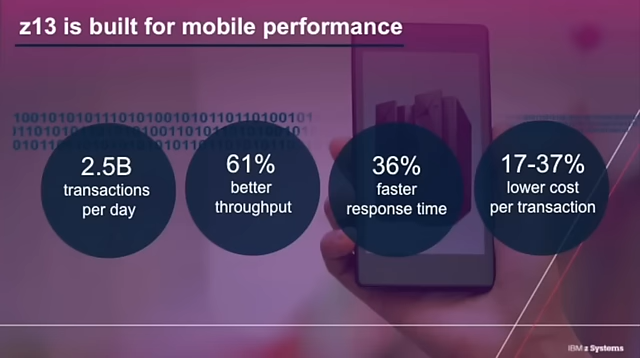 z13 is built for mobile performance
2.5B
transactions
per day
61%
better
throughput
36%
faster
response time
17-37%
lower cost
per transaction
IBM z Systems